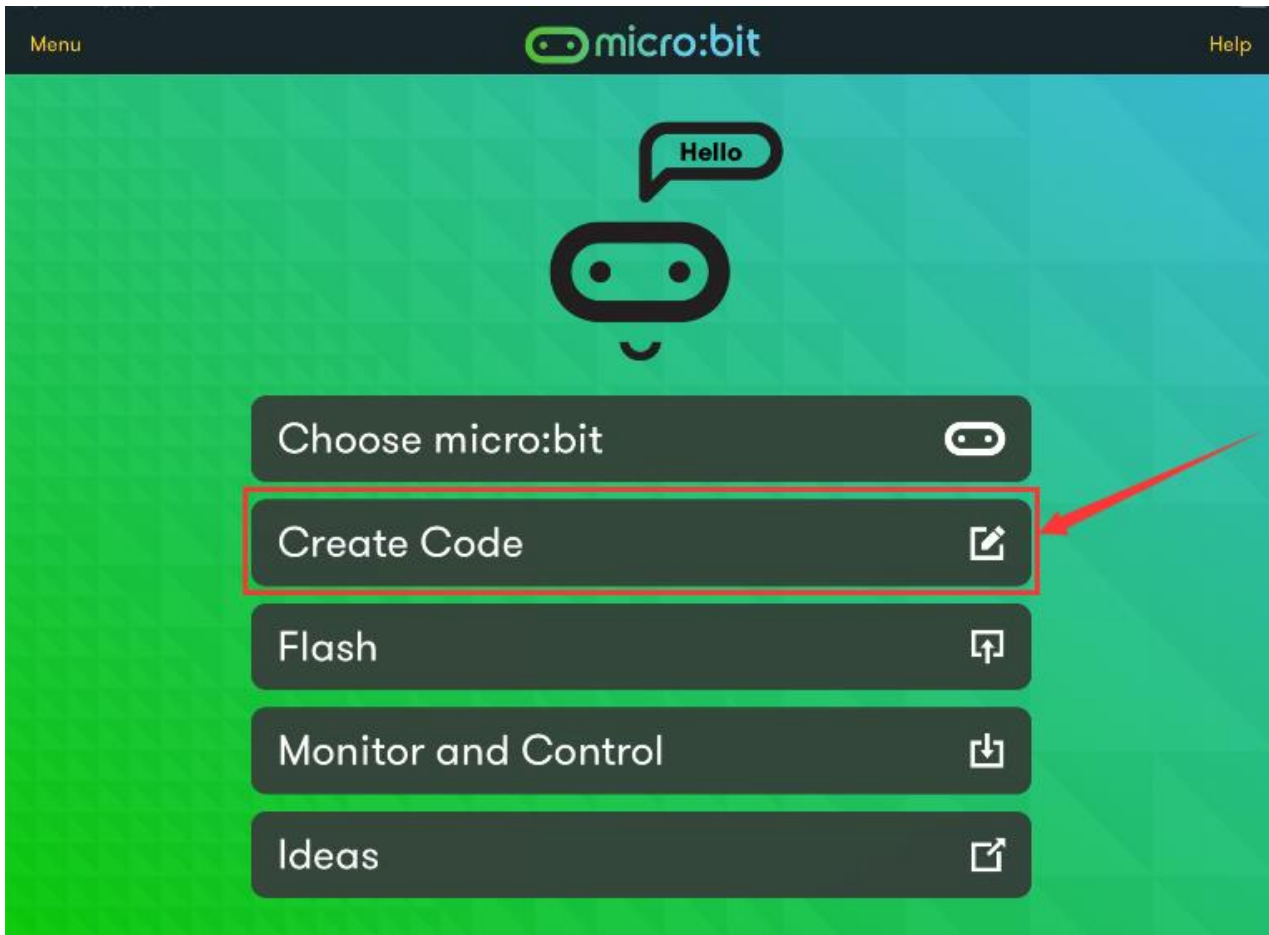 Menu
micro:bit
Help
Hello
Choose micro:bit
Create Code
Flash
Monitor and Control
Ideas